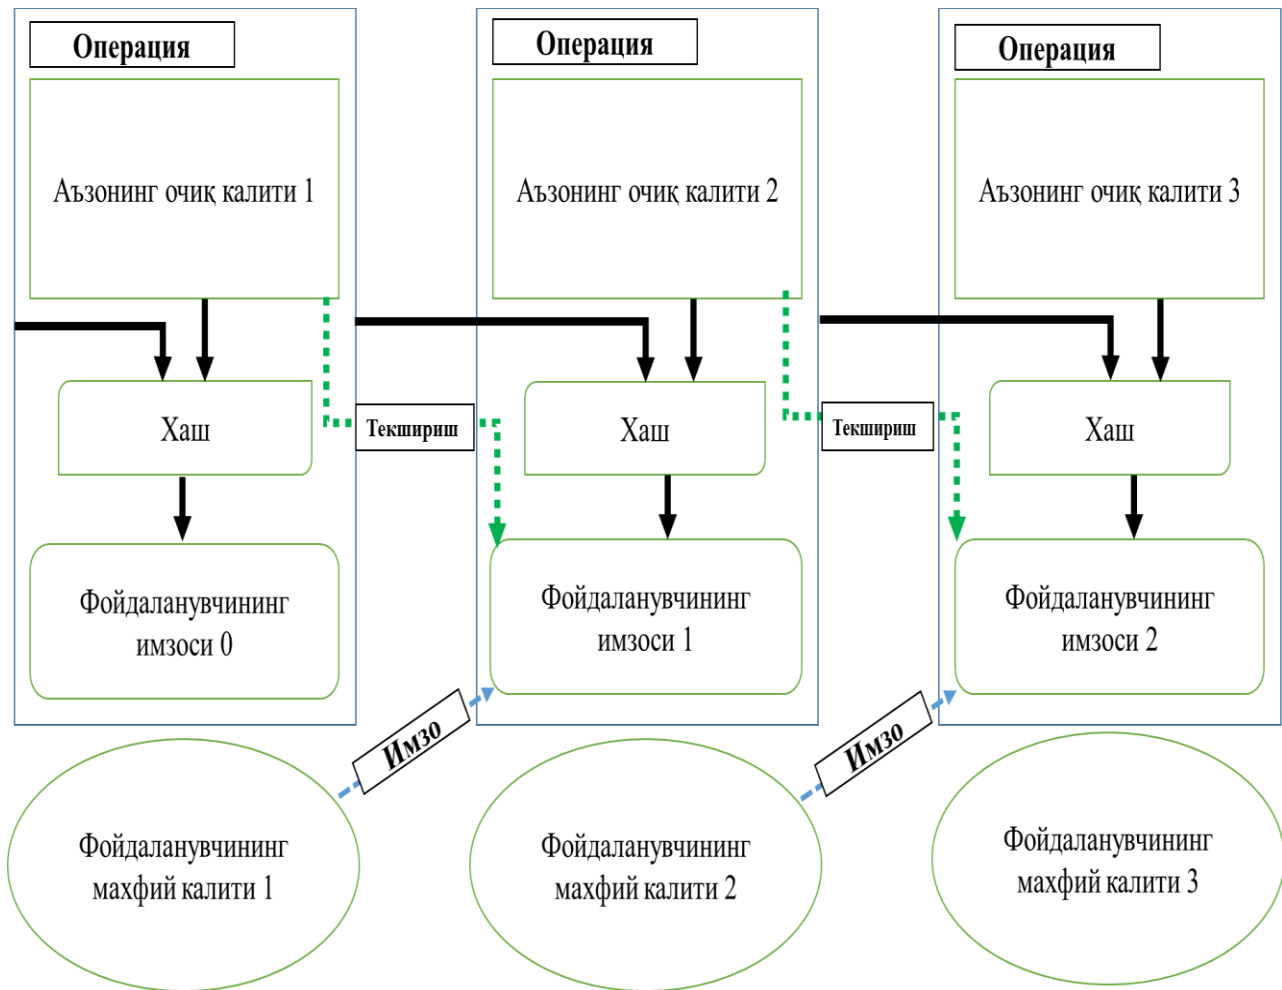 Операция
Операция
Операция
Аъзонинг очиқ калити 1
Аъзонинг очиқ калити 2
Аъзонинг очиқ калити 3
Хаш
Текшириш
Хаш
Текшириш
Хаш
Фойдаланувчининг
имзоси 0
Фойдаланувчининг
имзоси 1
Фойдаланувчининг
имзоси 2
Имзо
Имзо
Фойдаланувчининг
махфий калити 1
Фойдаланувчининг
махфий калити 2
Фойдаланувчининг
махфий калити 3